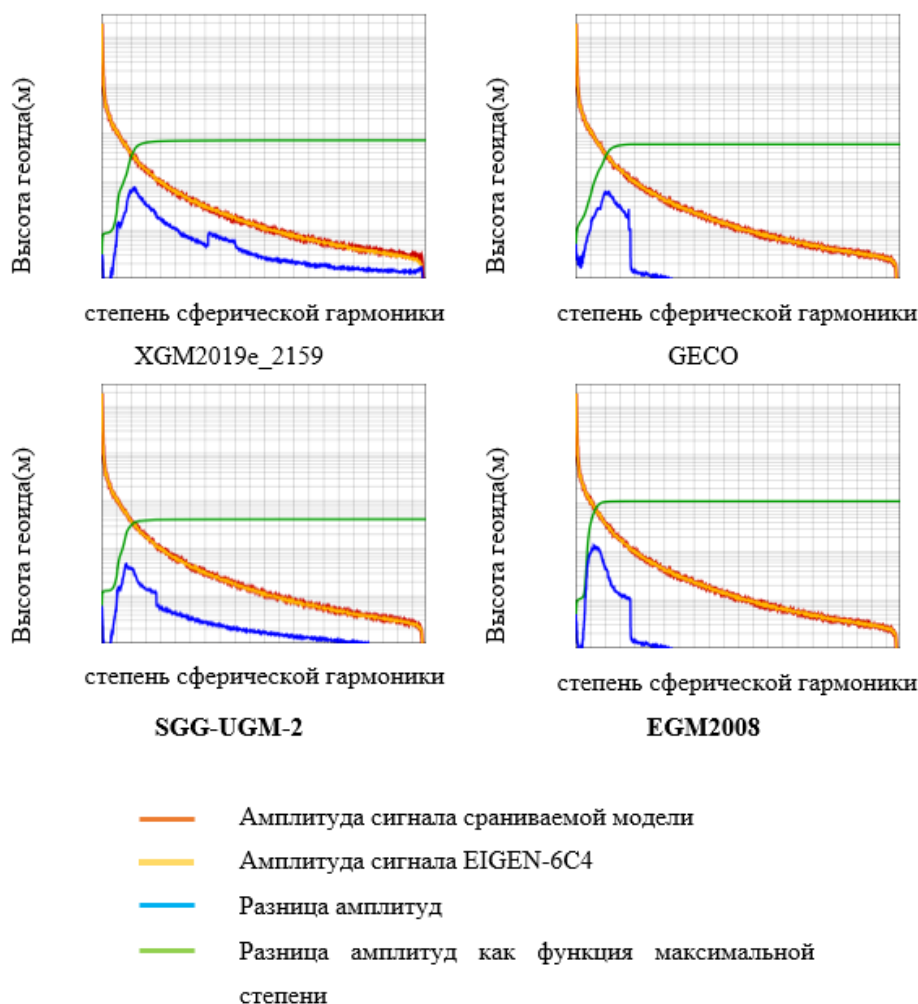 Высота геоида(м)
Высота геоида(м)
степень сферической гармоники
степень сферической гармоники
XGM2019e_2159
GECO
Высота геоида(м)
Высота геоида(м)
степень сферической гармоники
степень сферической гармоники
SGG-UGM-2
EGM2008
Амплитуда сигнала сраниваемой модели
Амплитуда сигнала EIGEN-6C4
Разница амплитуд
Разница амплитуд как функция максимальной
степени